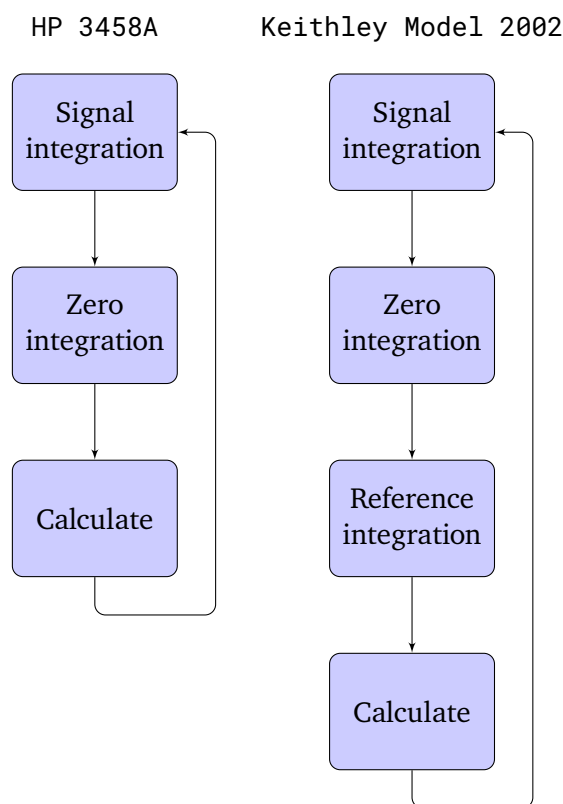 HP 3458A
Signal
integration
Zero
integration
Calculate
Keithley Model 2002
Signal
integration
Zero
integration
Reference
integration
Calculate